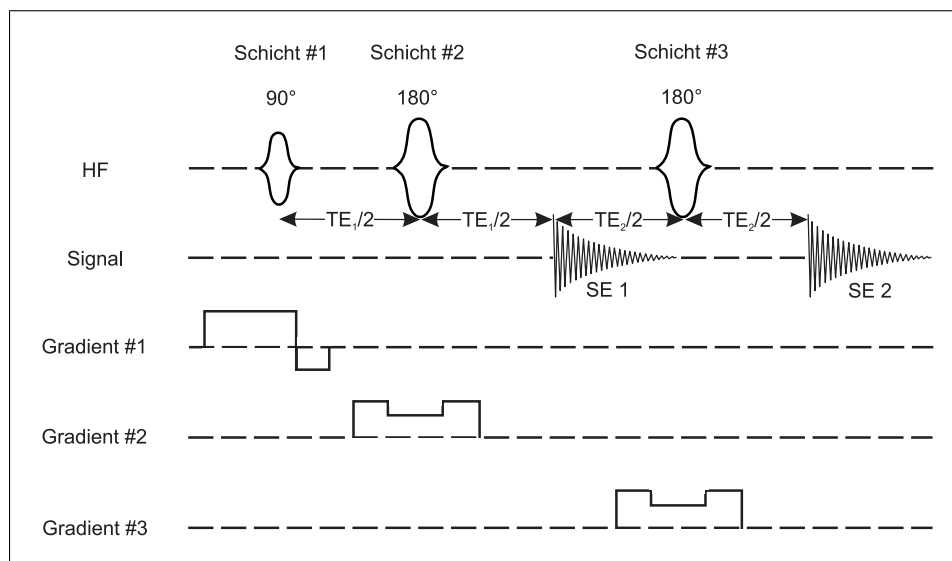 Schicht #1 Schicht #2 Schicht #3
90° 180° 180°
HF
TE₁/2 TE₁/2 TE₂/2 TE₂/2
Signal
SE 1 SE 2
Gradient #1
Gradient #2
Gradient #3